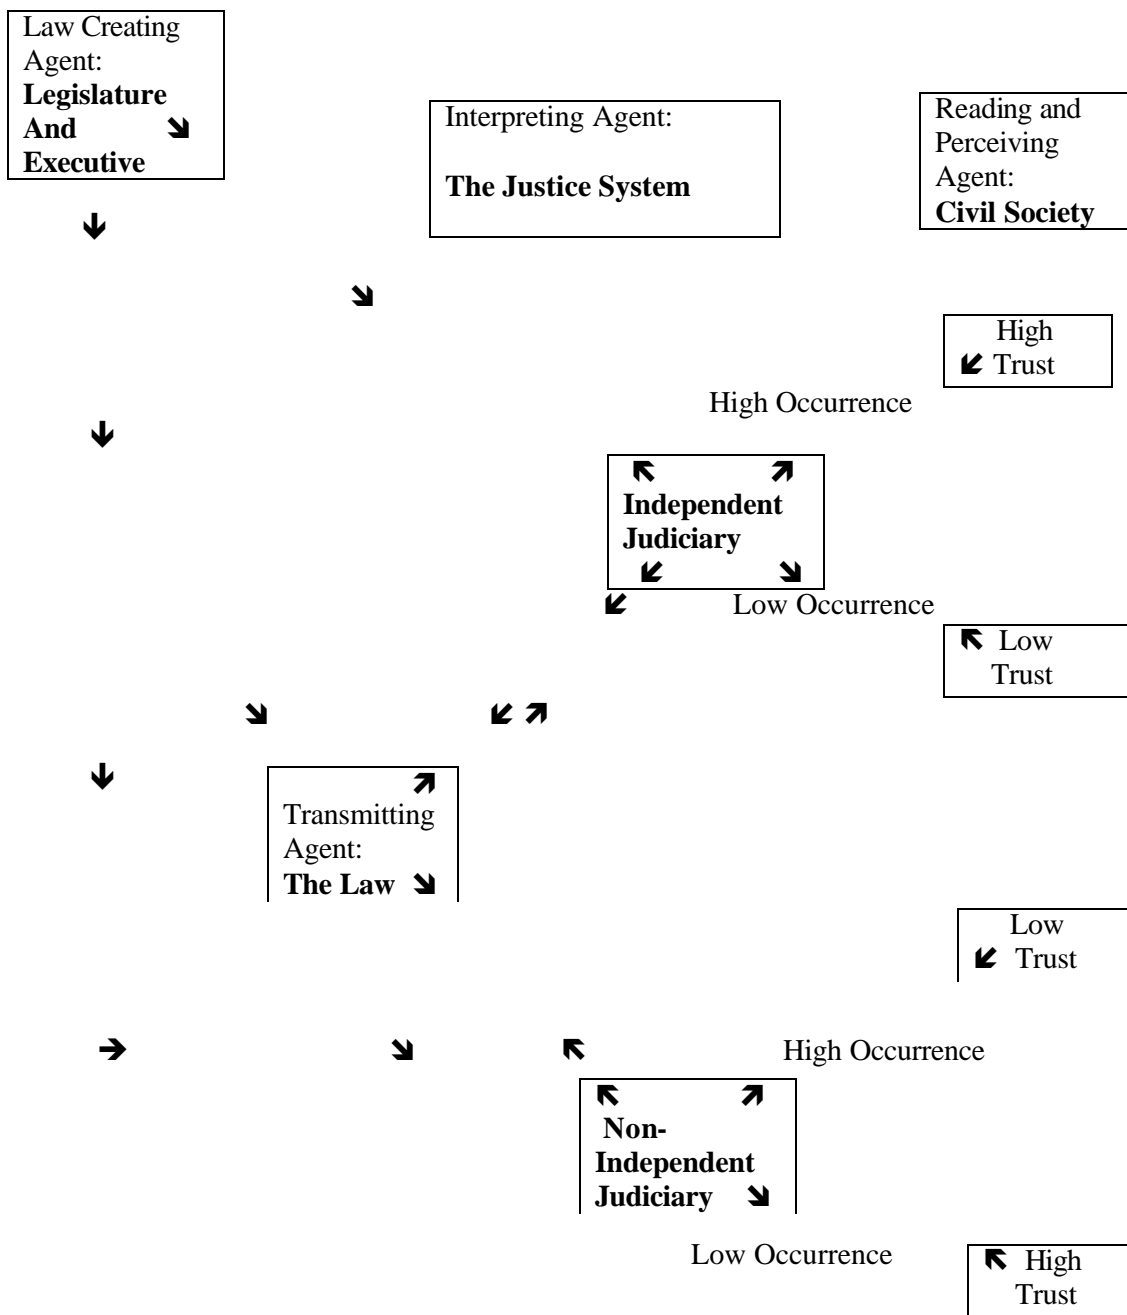 Law Creating
Agent:
Legislature
And
Executive
Interpreting Agent:
The Justice System
Reading and
Perceiving
Agent:
Civil Society
High
Trust
High Occurrence
Independent
Judiciary
Low Occurrence
Low
Trust
Transmitting
Agent:
The Law
Low
Trust
High Occurrence
Non-
Independent
Judiciary
Low Occurrence
High
Trust